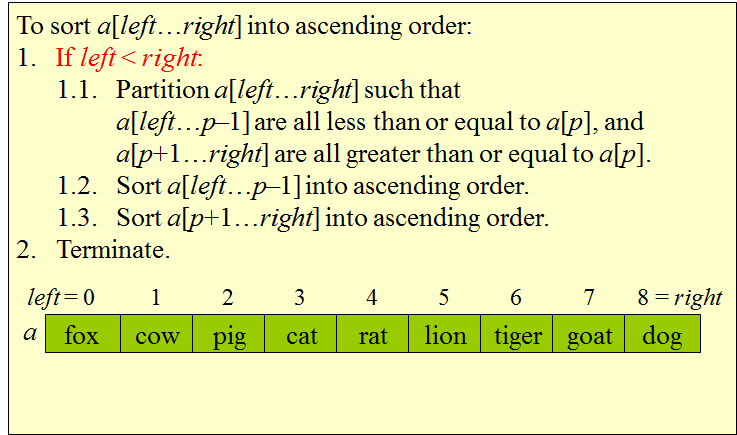 To sort a[left…right] into ascending order:
1. If left < right:
1.1. Partition a[left…right] such that
a[left…p–1] are all less than or equal to a[p], and
a[p+1…right] are all greater than or equal to a[p].
1.2. Sort a[left…p–1] into ascending order.
1.3. Sort a[p+1…right] into ascending order.
2. Terminate.
left = 0 1 2 3 4 5 6 7 8 = right
a fox cow pig cat rat lion tiger goat dog